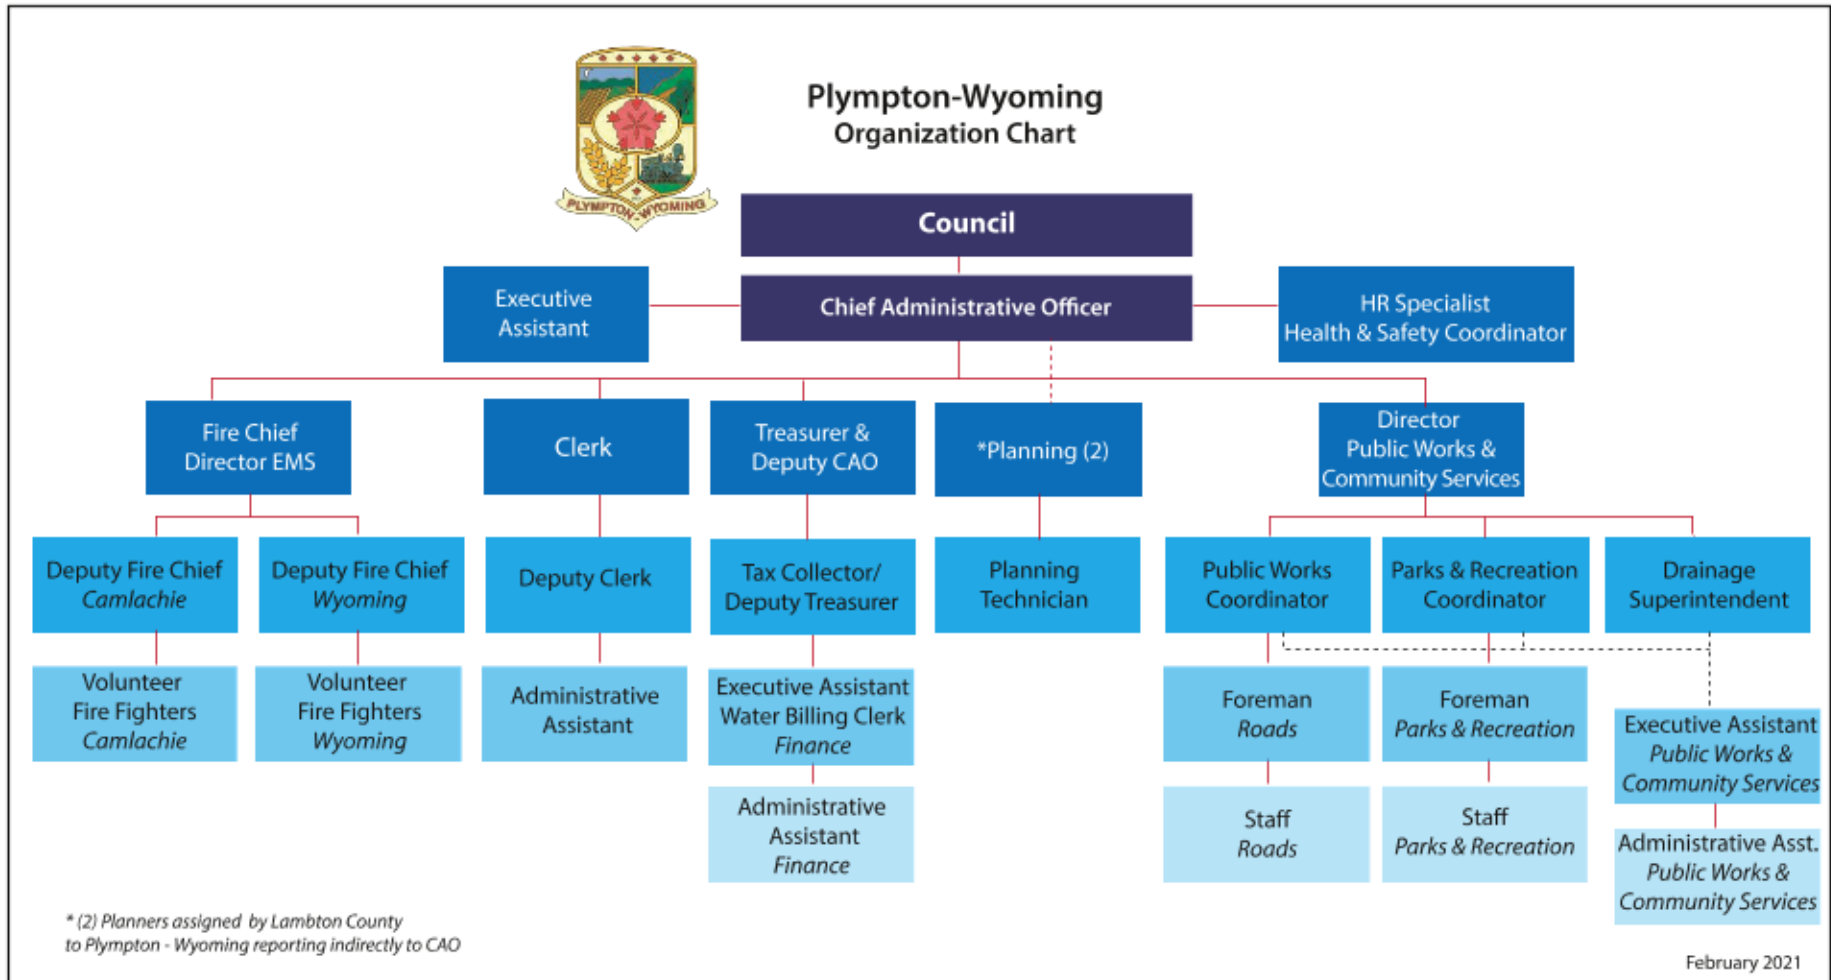 Plympton-Wyoming
Organization Chart
PLYMPTON-WYOMING
Council
Executive
Assistant
Chief Administrative Officer
HR Specialist
Health & Safety Coordinator
Fire Chief
Director EMS
Clerk
Treasurer &
Deputy CAO
*Planning (2)
Director
Public Works &
Community Services
Deputy Fire Chief
Camlachie
Deputy Fire Chief
Wyoming
Deputy Clerk
Tax Collector/
Deputy Treasurer
Planning
Technician
Public Works
Coordinator
Parks & Recreation
Coordinator
Drainage
Superintendent
Volunteer
Fire Fighters
Camlachie
Volunteer
Fire Fighters
Wyoming
Administrative
Assistant
Executive Assistant
Water Billing Clerk
Finance
Foreman
Roads
Foreman
Parks & Recreation
Executive Assistant
Public Works &
Community Services
Administrative
Assistant
Finance
Staff
Roads
Staff
Parks & Recreation
Administrative Asst.
Public Works &
Community Services
* (2) Planners assigned by Lambton County
to Plympton - Wyoming reporting indirectly to CAO
February 2021